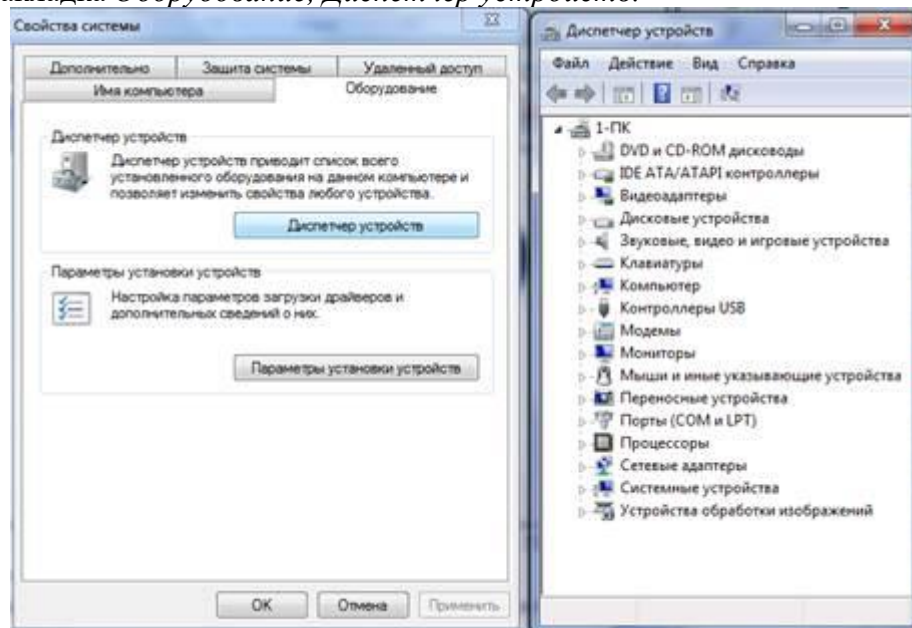 Оборудование, Диспетчер устройств.
Свойства системы
Дополнительно Защита системы Удаленный доступ
Имя компьютера Оборудование
Диспетчер устройств
Диспетчер устройств приводит список всего
установленного оборудования на данном компьютере и
позволяет изменить свойства любого устройства.
Диспетчер устройств
Параметры установки устройств
Настройка параметров загрузки драйверов и
дополнительных сведений о них.
Параметры установки устройств
ОК Отмена Применить
Диспетчер устройств
Файл Действие Вид Справка
1-ПК
DVD и CD-ROM дисководы
IDE ATA/ATAPI контроллеры
Видеоадаптеры
Дисковые устройства
Звуковые, видео и игровые устройства
Клавиатуры
Компьютер
Контроллеры USB
Модемы
Мониторы
Мыши и иные указывающие устройства
Переносные устройства
Порты (COM и LPT)
Процессоры
Сетевые адаптеры
Системные устройства
Устройства обработки изображений